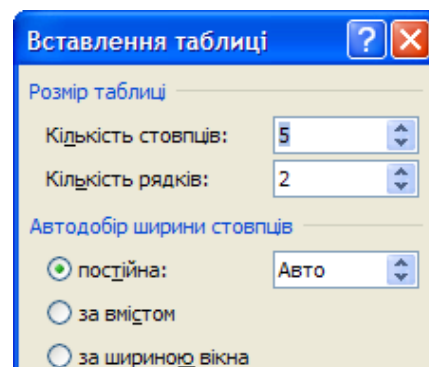 Вставлення таблиці
Розмір таблиці
Кількість стовпців: 5
Кількість рядків: 2
Автодобір ширини стовпців
постійна: Авто
за вмістом
за шириною вікна